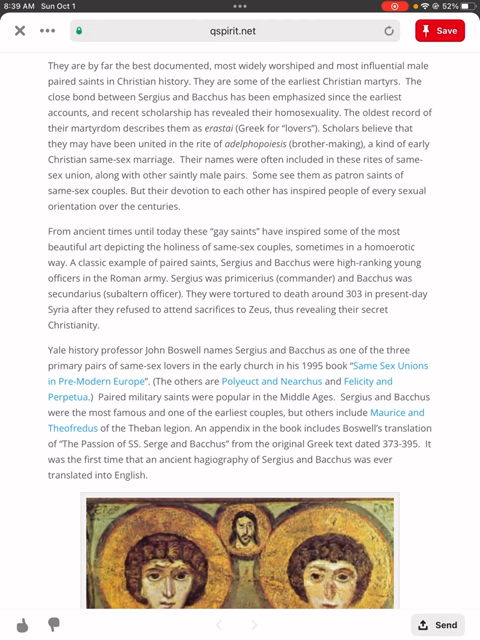 8:39 AM Sun Oct 1
52%
qspirit.net
Save
They are by far the best documented, most widely worshiped and most influential male
paired saints in Christian history. They are some of the earliest Christian martyrs. The
close bond between Sergius and Bacchus has been emphasized since the earliest
accounts, and recent scholarship has revealed their homosexuality. The oldest record of
their martyrdom describes them as erastai (Greek for “lovers”). Scholars believe that
they may have been united in the rite of adelphopoiesis (brother-making), a kind of early
Christian same-sex marriage. Their names were often included in these rites of same-
sex union, along with other saintly male pairs. Some see them as patron saints of
same-sex couples. But their devotion to each other has inspired people of every sexual
orientation over the centuries.
From ancient times until today these “gay saints” have inspired some of the most
beautiful art depicting the holiness of same-sex couples, sometimes in a homoerotic
way. A classic example of paired saints, Sergius and Bacchus were high-ranking young
officers in the Roman army. Sergius was primicerius (commander) and Bacchus was
secundarius (subaltern officer). They were tortured to death around 303 in present-day
Syria after they refused to attend sacrifices to Zeus, thus revealing their secret
Christianity.
Yale history professor John Boswell names Sergius and Bacchus as one of the three
primary pairs of same-sex lovers in the early church in his 1995 book “Same Sex Unions
in Pre-Modern Europe”. (The others are Polyeuct and Nearchus and Felicity and
Perpetua.) Paired military saints were popular in the Middle Ages. Sergius and Bacchus
were the most famous and one of the earliest couples, but others include Maurice and
Theofredus of the Theban legion. An appendix in the book includes Boswell’s translation
of “The Passion of SS. Serge and Bacchus” from the original Greek text dated 373-395. It
was the first time that an ancient hagiography of Sergius and Bacchus was ever
translated into English.
Send